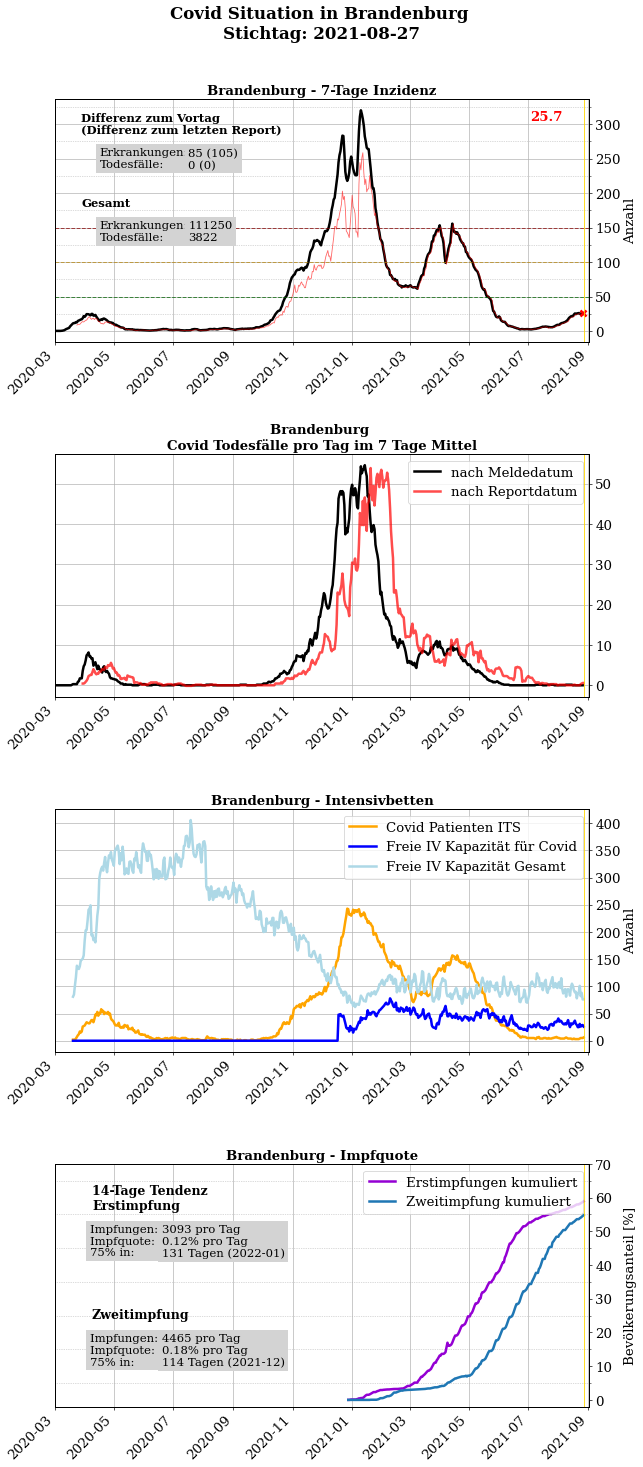 Covid Situation in Brandenburg
Stichtag: 2021-08-27
Brandenburg - 7-Tage Inzidenz
Differenz zum Vortag
(Differenz zum letzten Report)
Erkrankungen 85 (105)
Todesfälle: 0 (0)
Gesamt
Erkrankungen 111250
Todesfälle: 3822
25.7
300
250
200
150
100
50
0
Anzahl
2020-03
2020-05
2020-07
2020-09
2020-11
2021-01
2021-03
2021-05
2021-07
2021-09
Brandenburg
Covid Todesfälle pro Tag im 7 Tage Mittel
nach Meldedatum
nach Reportdatum
50
40
30
20
10
0
2020-03
2020-05
2020-07
2020-09
2020-11
2021-01
2021-03
2021-05
2021-07
2021-09
Brandenburg - Intensivbetten
Covid Patienten ITS
Freie IV Kapazität für Covid
Freie IV Kapazität Gesamt
400
350
300
250
200
150
100
50
0
Anzahl
2020-03
2020-05
2020-07
2020-09
2020-11
2021-01
2021-03
2021-05
2021-07
2021-09
Brandenburg - Impfquote
14-Tage Tendenz
Erstimpfung
Impfungen: 3093 pro Tag
Impfquote: 0.12% pro Tag
75% in: 131 Tagen (2022-01)
Zweitimpfung
Impfungen: 4465 pro Tag
Impfquote: 0.18% pro Tag
75% in: 114 Tagen (2021-12)
Erstimpfungen kumuliert
Zweitimpfung kumuliert
70
60
50
40
30
20
10
0
Bevölkerungsanteil [%]
2020-03
2020-05
2020-07
2020-09
2020-11
2021-01
2021-03
2021-05
2021-07
2021-09